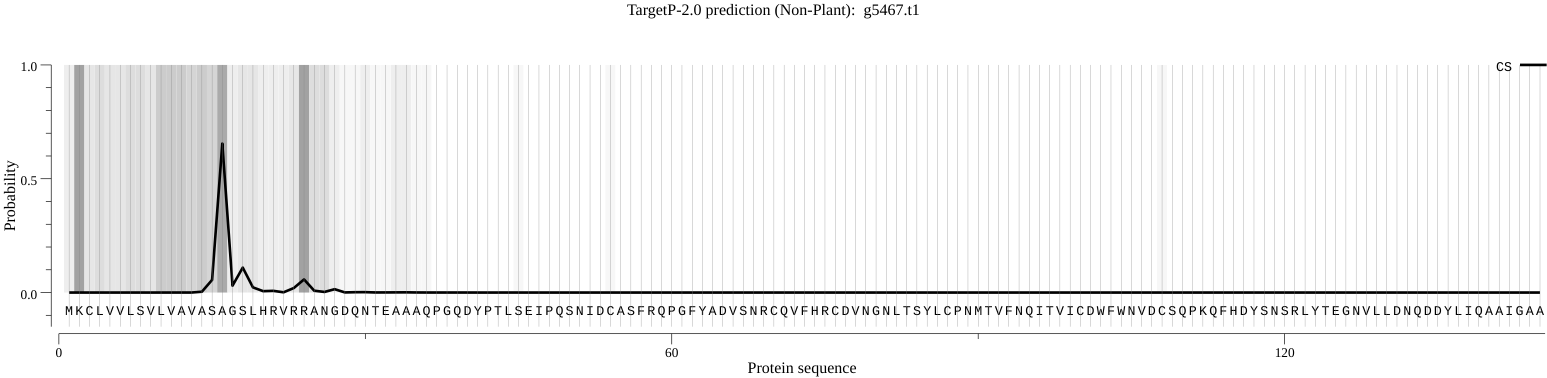 TargetP-2.0 prediction (Non-Plant): g5467.t1
1.0
CS
0.5
0.0
Probability
MKCLVVLSVLVAVASAGSLHRVRRANGDQNTEAAAQPGQDYPTLSEIPQSNIDCASFRQPGFYADVSNRCQVFHRCDVNGNLTSYLCPNMTVFNQITVICDWFWNVDCSQPKQFHDYSNSRLYTEGNVLLDNQDDYLIQAAIGAA
0
60
120
Protein sequence